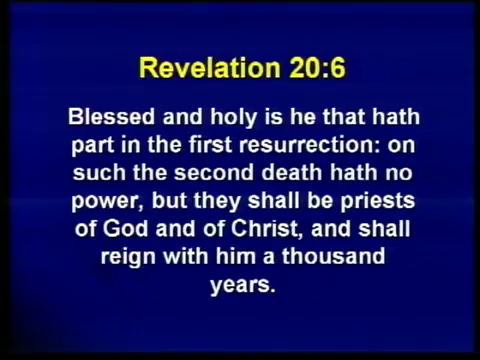 Revelation 20:6
Blessed and holy is he that hath
part in the first resurrection: on
such the second death hath no
power, but they shall be priests
of God and of Christ, and shall
reign with him a thousand
years.